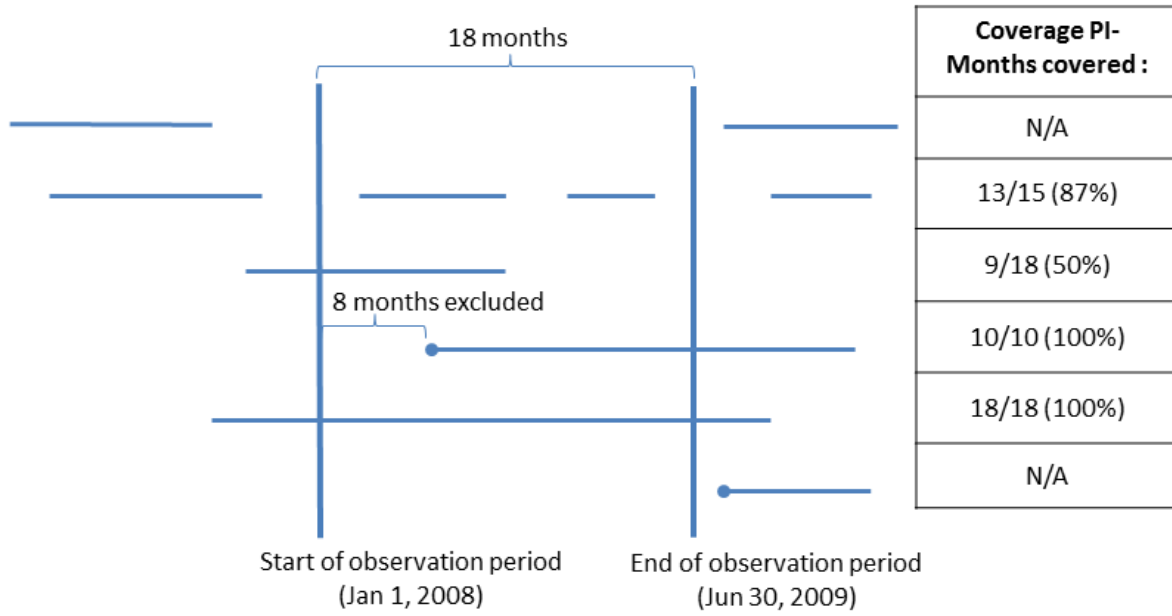 18 months
Coverage PI-
Months covered :
N/A
13/15 (87%)
9/18 (50%)
8 months excluded
10/10 (100%)
18/18 (100%)
N/A
Start of observation period
(Jan 1, 2008)
End of observation period
(Jun 30, 2009)